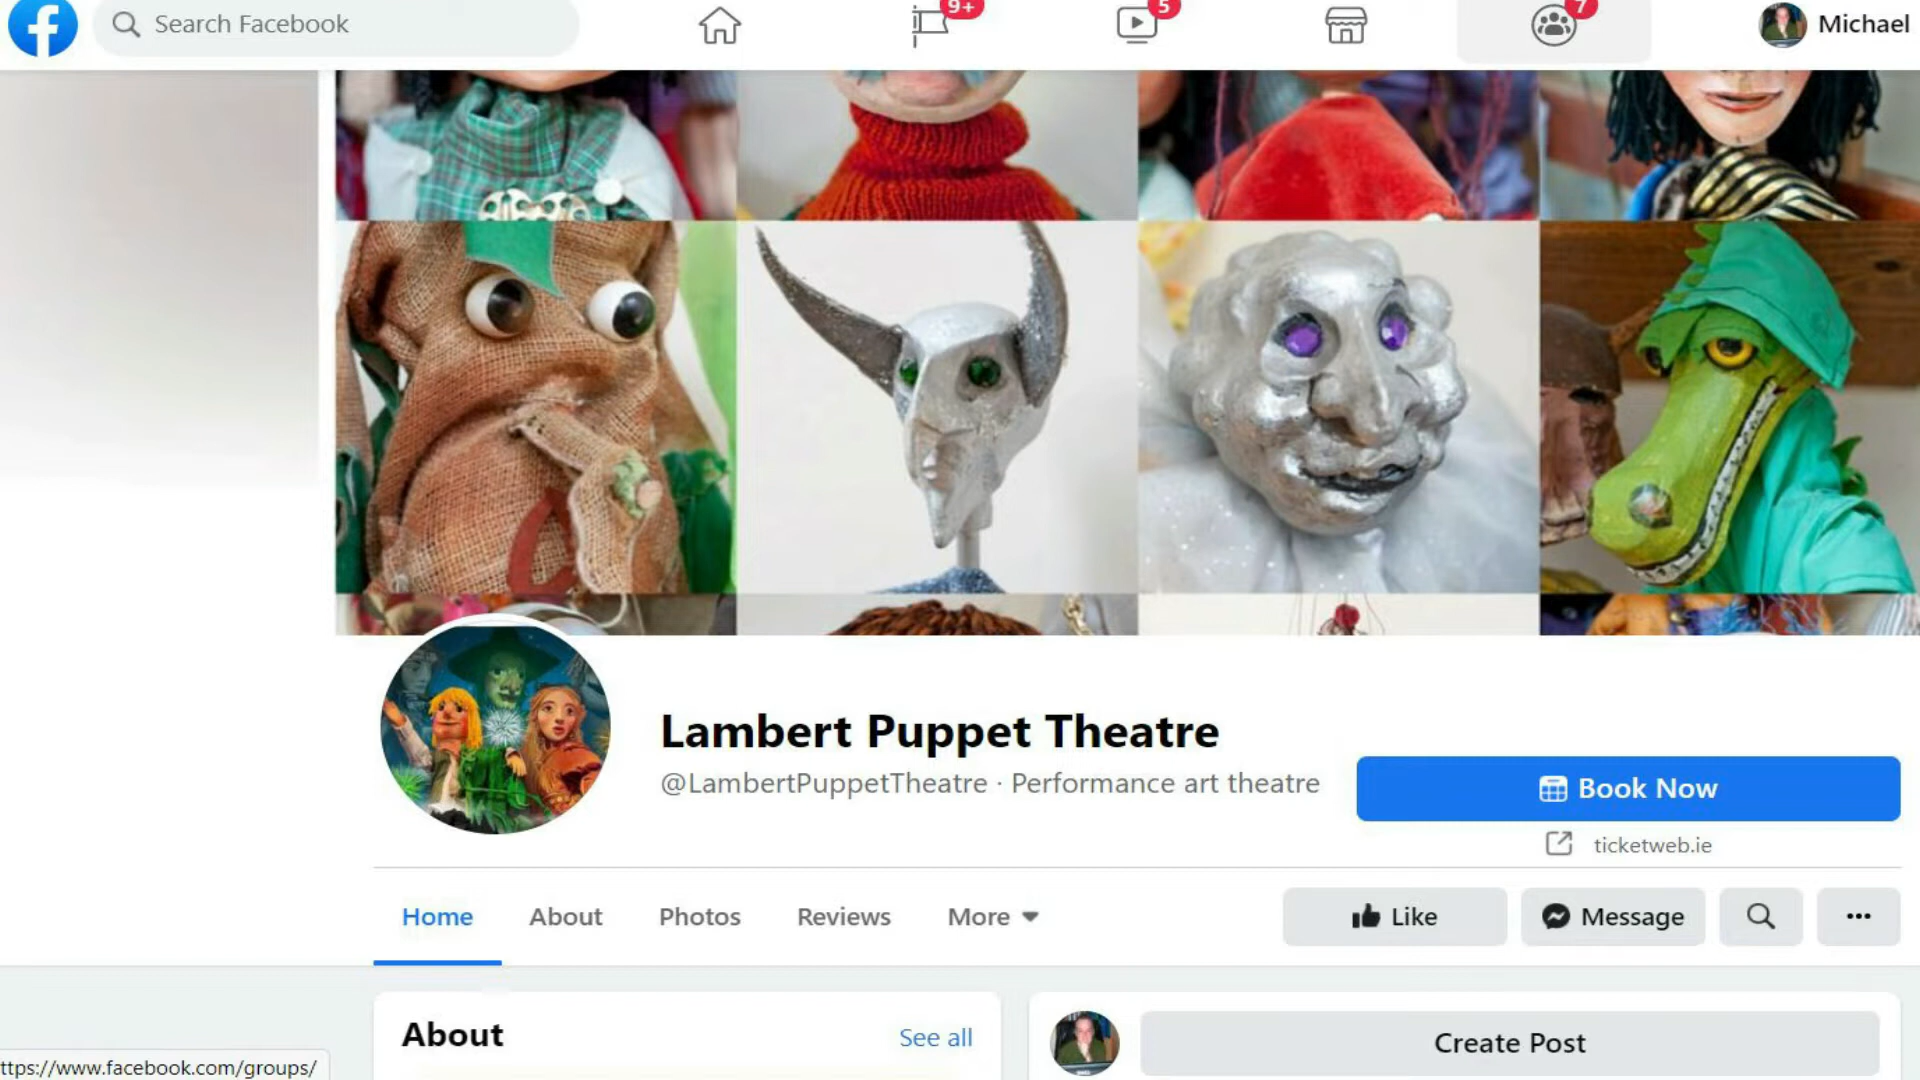 Search Facebook
9+
5
7
Michael
Lambert Puppet Theatre
@LambertPuppetTheatre · Performance art theatre
Book Now
ticketweb.ie
Home
About
Photos
Reviews
More
Like
Message
About
See all
Create Post
ttps://www.facebook.com/groups/